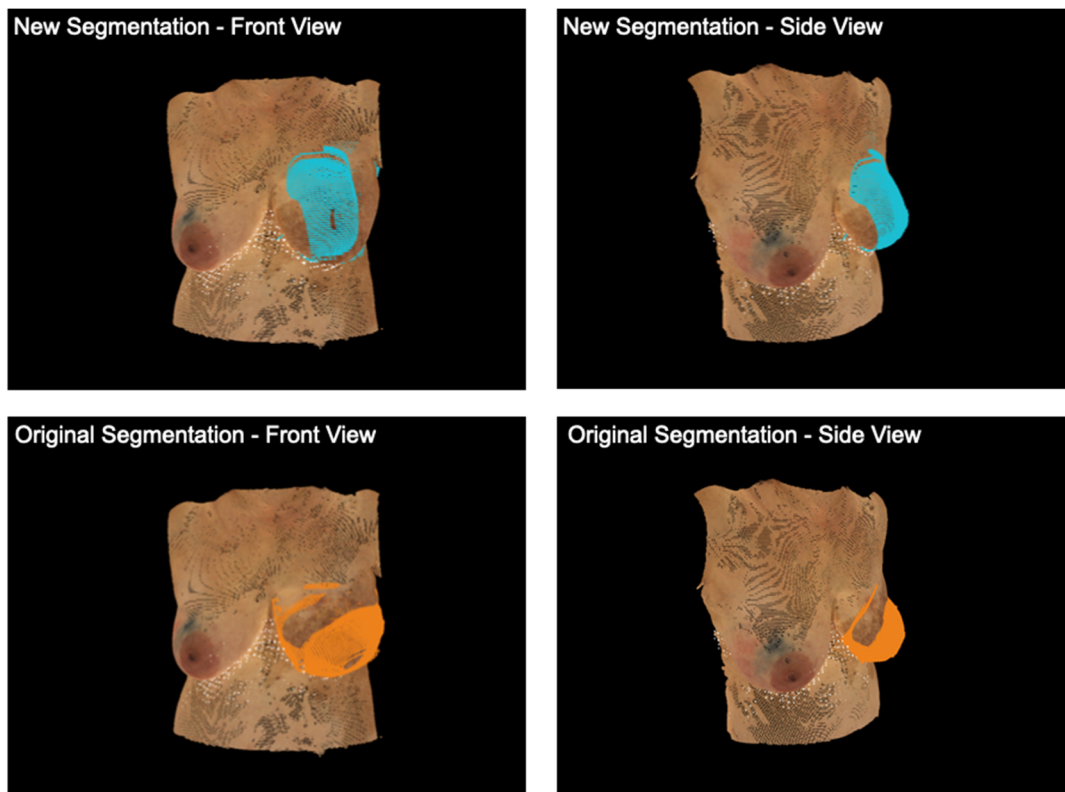 New Segmentation - Front View
New Segmentation - Side View
Original Segmentation - Front View
Original Segmentation - Side View